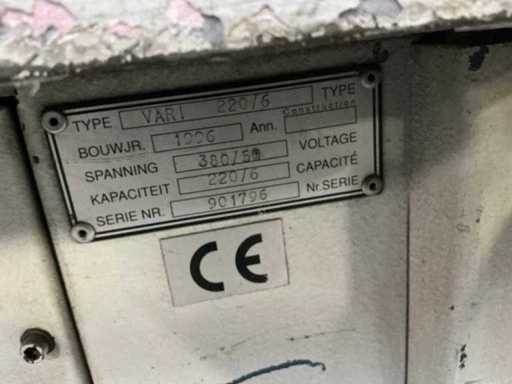 TYPE VARI 220/6 TYPE
BOUWJR. 1996 Ann. Construction
SPANNING 380/50 VOLTAGE
KAPACITEIT 220/6 CAPACITÉ
SERIE NR. 901796 Nr. SERIE
CE